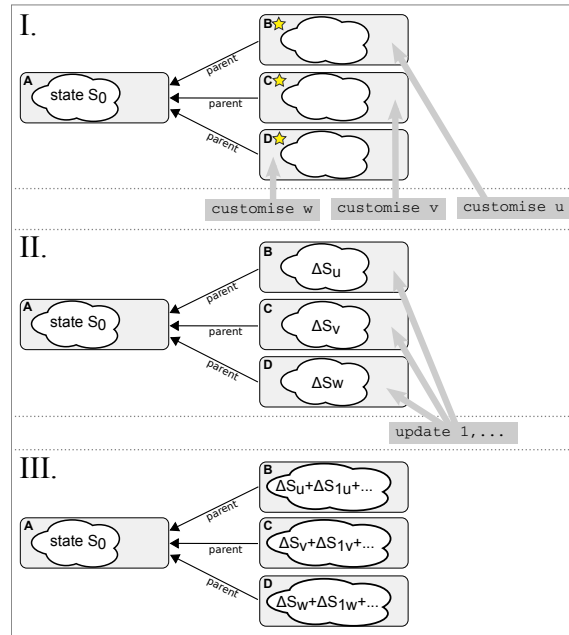 I.
B
parent
A
state S0
C
parent
D
parent
customise w
customise v
customise u
II.
B
ΔSu
parent
A
state S0
C
ΔSv
parent
D
ΔSw
parent
update 1,...
III.
B
ΔSu+ΔS1u+...
parent
A
state S0
C
ΔSv+ΔS1v+...
parent
D
ΔSw+ΔS1w+...
parent